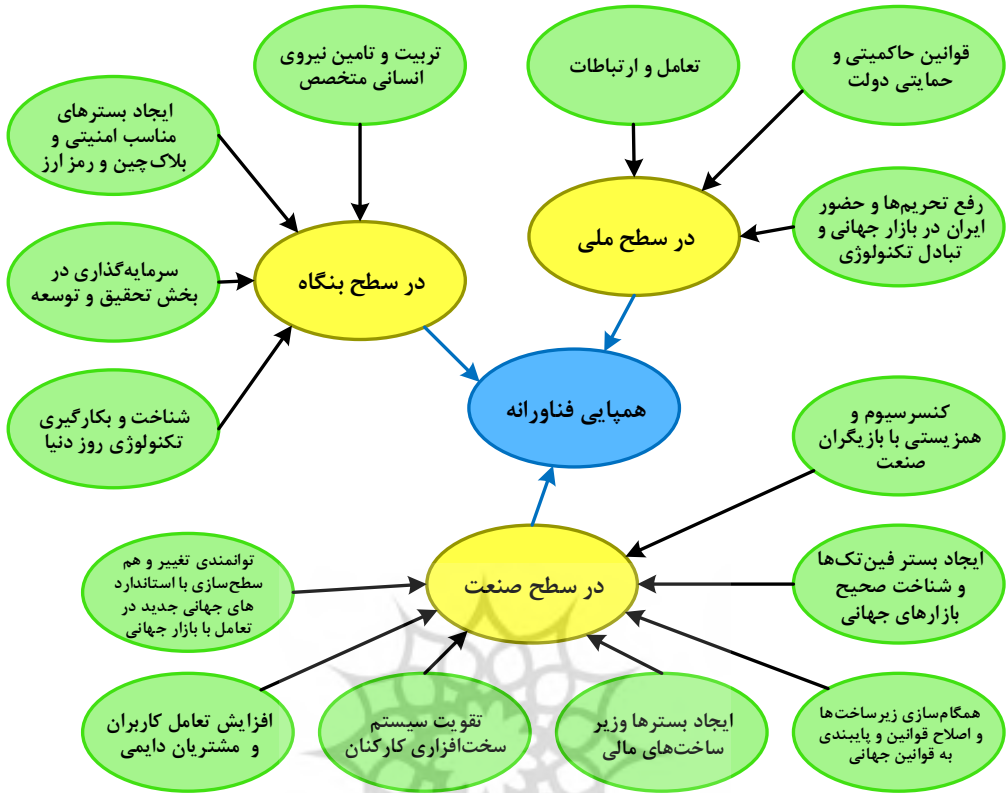 قوانین حاکمیتی و
حمایتی دولت
تعامل و ارتباطات
تربیت و تامین نیروی
انسانی متخصص
ایجاد بسترهای
مناسب امنیتی و
بلاک‌چین و رمز ارز
رفع تحریم‌ها و حضور
ایران در بازار جهانی و
تبادل تکنولوژی
در سطح ملی
در سطح بنگاه
سرمایه‌گذاری در
بخش تحقیق و توسعه
شناخت و بکارگیری
تکنولوژی روز دنیا
همپایی فناورانه
کنسرسیوم و
همزیستی با بازیگران
صنعت
ایجاد بستر فین‌تک‌ها
و شناخت صحیح
بازارهای جهانی
در سطح صنعت
توانمندی تغییر و هم
سطح‌سازی با استاندارد
های جهانی جدید در
تعامل با بازار جهانی
همگام‌سازی زیرساخت‌ها
و اصلاح قوانین و پایبندی
به قوانین جهانی
ایجاد بسترها وزیر
ساخت‌های مالی
تقویت سیستم
سخت‌افزاری کارکنان
افزایش تعامل کاربران
و مشتریان دایمی